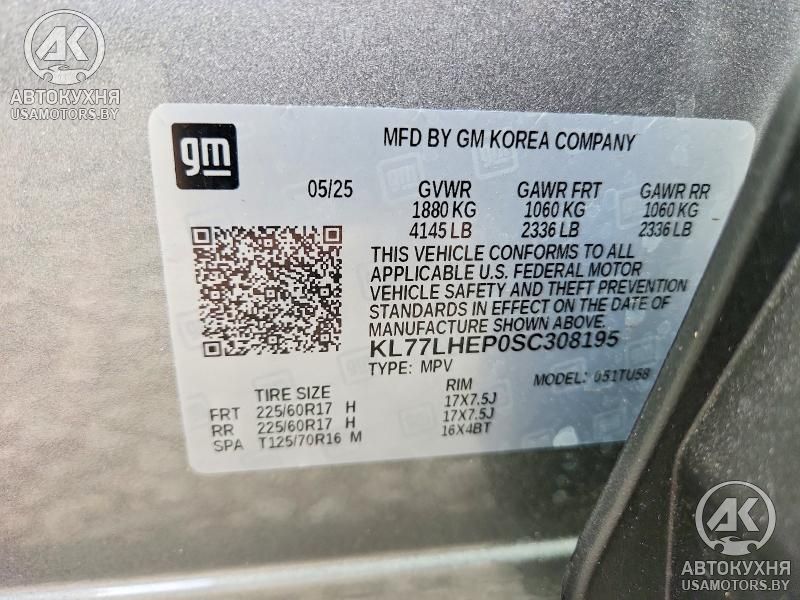 AK
АВТОКУХНЯ
USAMOTORS.BY
gm
MFD BY GM KOREA COMPANY
05/25 GVWR GAWR FRT GAWR RR
1880 KG 1060 KG 1060 KG
4145 LB 2336 LB 2336 LB
THIS VEHICLE CONFORMS TO ALL
APPLICABLE U.S. FEDERAL MOTOR
VEHICLE SAFETY AND THEFT PREVENTION
STANDARDS IN EFFECT ON THE DATE OF
MANUFACTURE SHOWN ABOVE.
KL77LHEP0SC308195
TYPE: MPV MODEL: 051TU58
TIRE SIZE RIM
FRT 225/60R17 H 17X7.5J
RR 225/60R17 H 17X7.5J
SPA T125/70R16 M 16X4BT
AK
АВТОКУХНЯ
USAMOTORS.BY